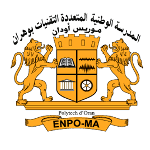 المدرسة الوطنية المتعددة التقنيات بوهران
موريس أودان
Polytech d'Oran
ENPO-MA